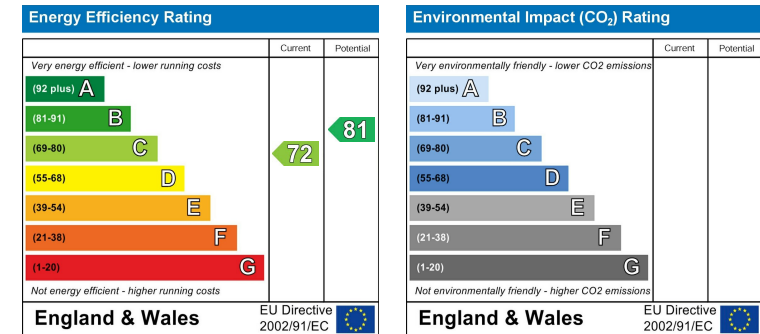 Energy Efficiency Rating
Current Potential
Very energy efficient - lower running costs
(92 plus) A
(81-91) B
(69-80) C
(55-68) D
(39-54) E
(21-38) F
(1-20) G
72
81
Not energy efficient - higher running costs
England & Wales
EU Directive
2002/91/EC
Environmental Impact (CO₂) Rating
Current Potential
Very environmentally friendly - lower CO2 emissions
(92 plus) A
(81-91) B
(69-80) C
(55-68) D
(39-54) E
(21-38) F
(1-20) G
Not environmentally friendly - higher CO2 emissions
England & Wales
EU Directive
2002/91/EC